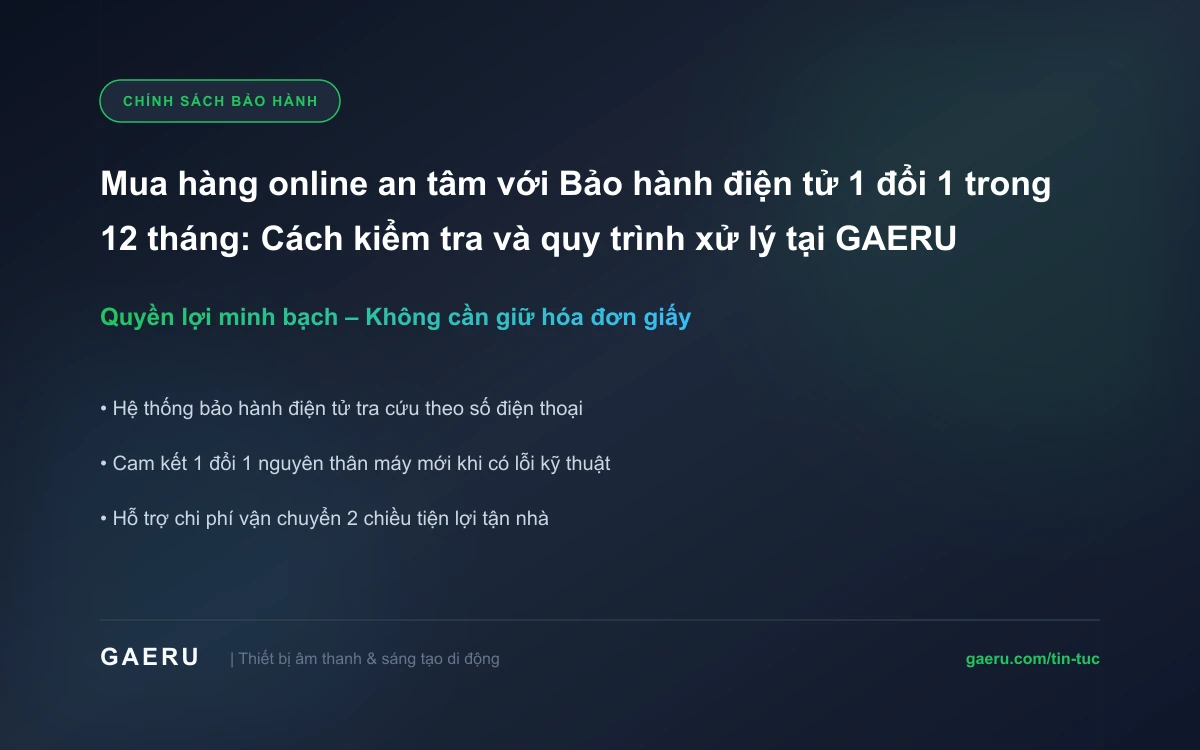 CHÍNH SÁCH BẢO HÀNH
Mua hàng online an tâm với Bảo hành điện tử 1 đổi 1 trong
12 tháng: Cách kiểm tra và quy trình xử lý tại GAERU
Quyền lợi minh bạch – Không cần giữ hóa đơn giấy
• Hệ thống bảo hành điện tử tra cứu theo số điện thoại
• Cam kết 1 đổi 1 nguyên thân máy mới khi có lỗi kỹ thuật
• Hỗ trợ chi phí vận chuyển 2 chiều tiện lợi tận nhà
GAERU | Thiết bị âm thanh & sáng tạo di động gaeru.com/tin-tuc